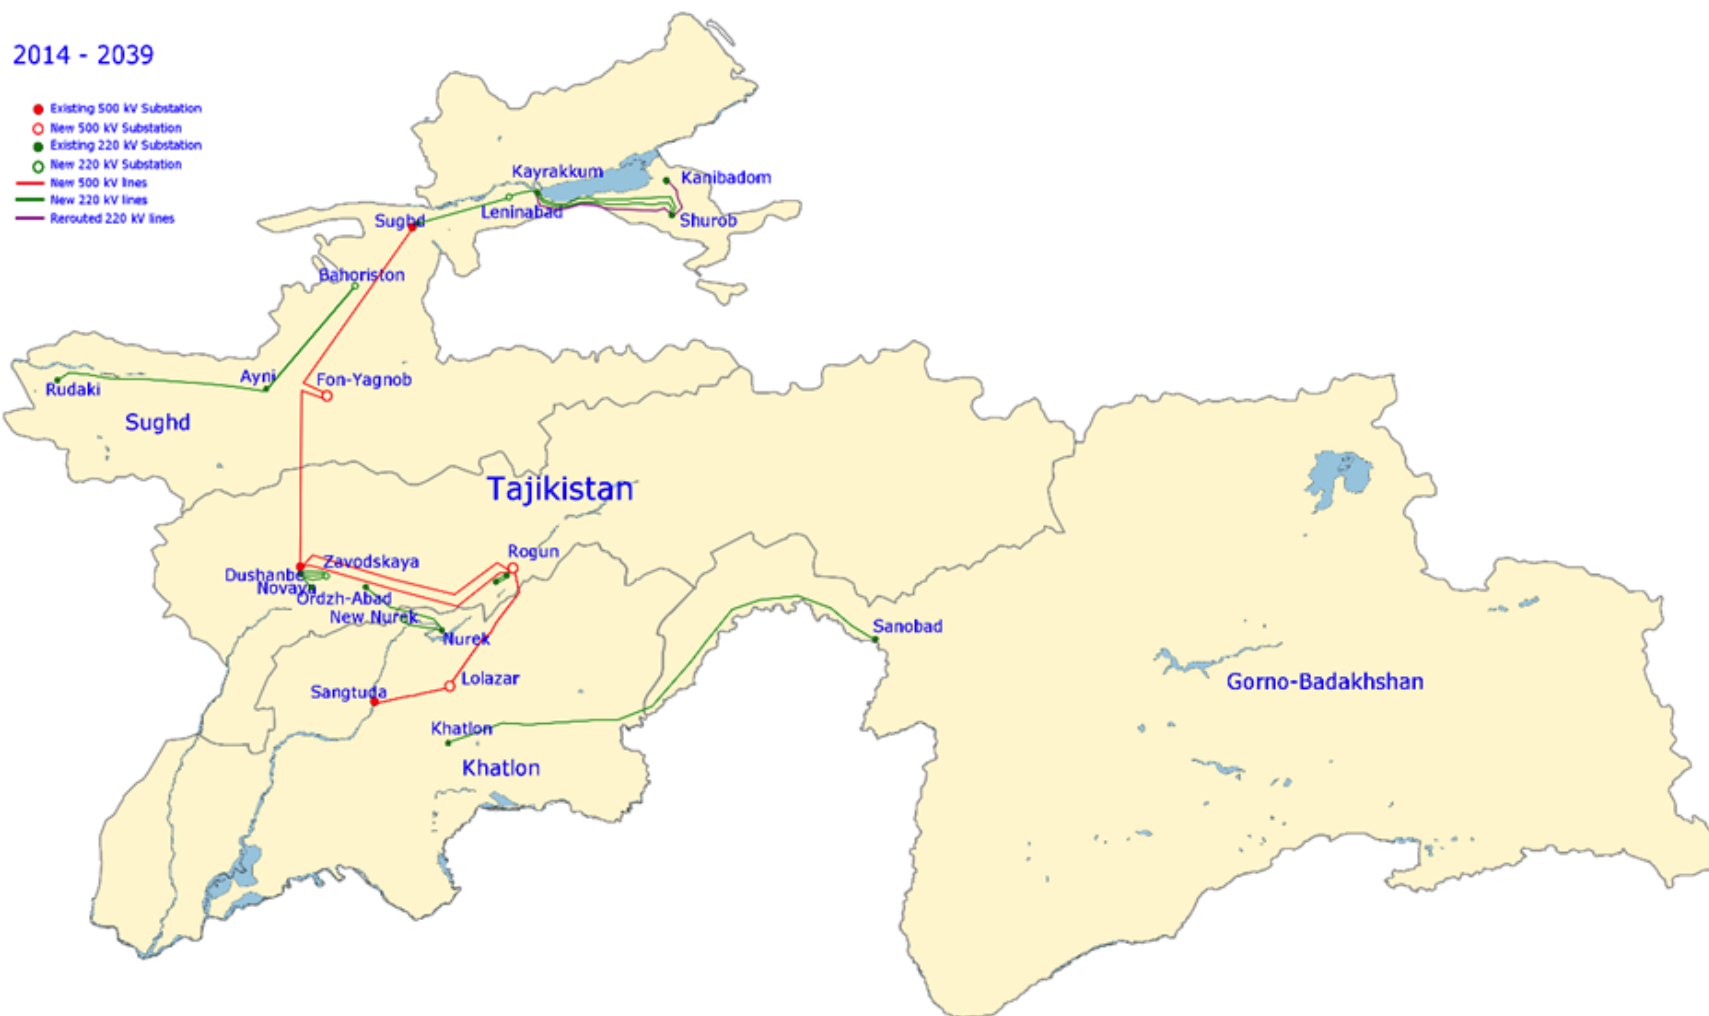 2014 - 2039
Existing 500 kV Substation
New 500 kV Substation
Existing 220 kV Substation
New 220 kV Substation
New 500 kV lines
New 220 kV lines
Rerouted 220 kV lines
Kayrakkum
Kanibadom
Leninabad
Shurob
Sughd
Bahoriston
Rudaki
Ayni
Fon-Yagnob
Sughd
Tajikistan
Rogun
Zavodskaya
Dushanbe
Novaya
Ordzh-Abad
New Nurek
Nurek
Sanobad
Lolazar
Sangtuda
Gorno-Badakhshan
Khatlon
Khatlon